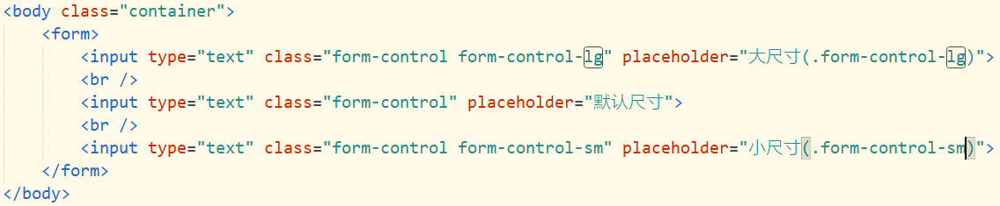 <body class="container">
<form>
<input type="text" class="form-control form-control-lg" placeholder="大尺寸(.form-control-lg)">
<br />
<input type="text" class="form-control" placeholder="默认尺寸">
<br />
<input type="text" class="form-control form-control-sm" placeholder="小尺寸(.form-control-sm)">
</form>
</body>